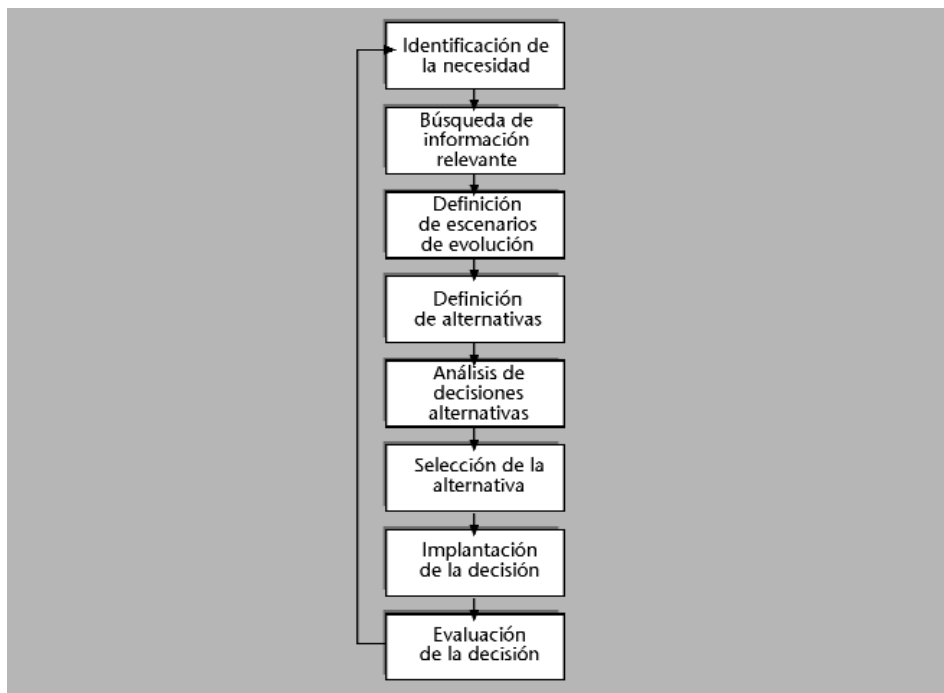 Identificación de
la necesidad
Búsqueda de
información
relevante
Definición
de escenarios
de evolución
Definición
de alternativas
Análisis de
decisiones
alternativas
Selección de la
alternativa
Implantación
de la decisión
Evaluación
de la decisión